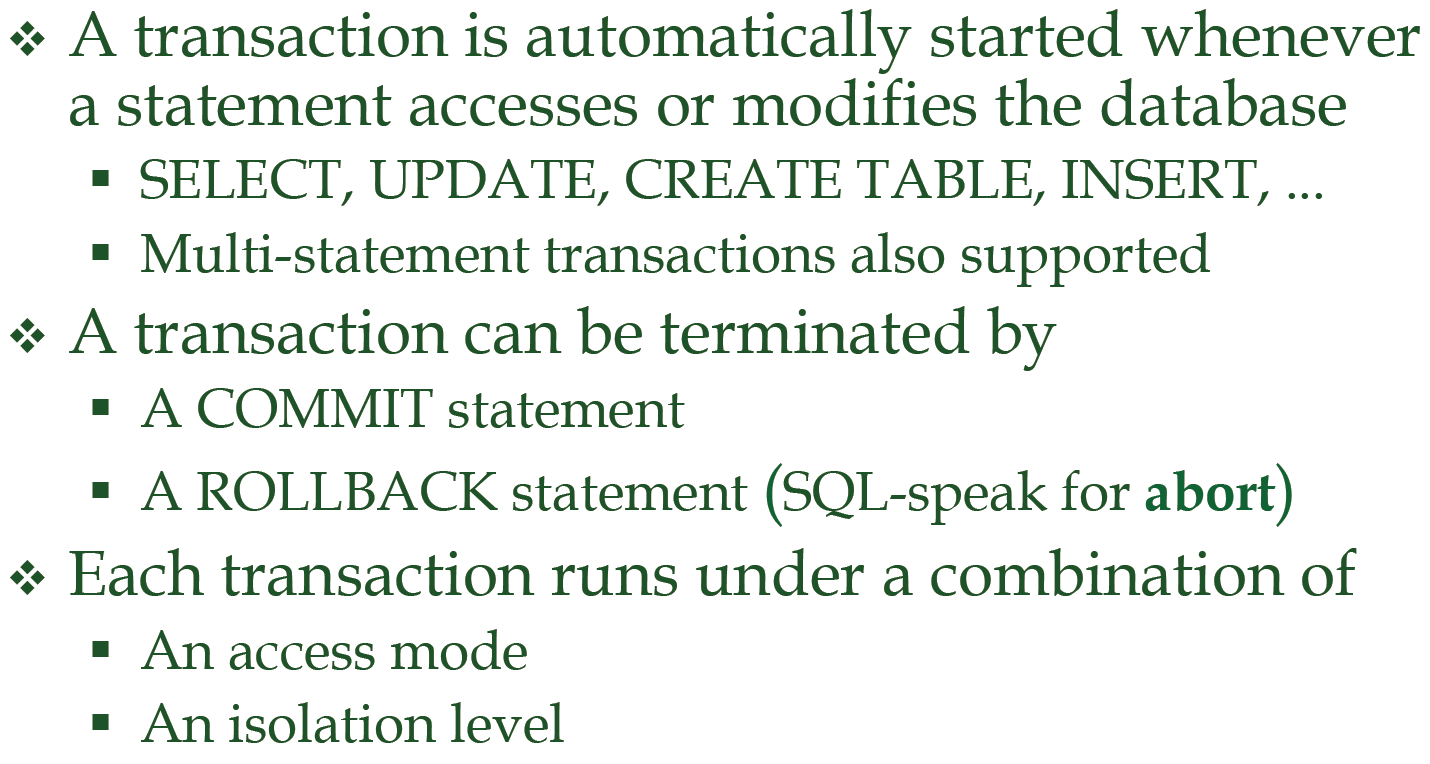 ❖ A transaction is automatically started whenever
a statement accesses or modifies the database
▪ SELECT, UPDATE, CREATE TABLE, INSERT, ...
▪ Multi-statement transactions also supported
❖ A transaction can be terminated by
▪ A COMMIT statement
▪ A ROLLBACK statement (SQL-speak for abort)
❖ Each transaction runs under a combination of
▪ An access mode
▪ An isolation level